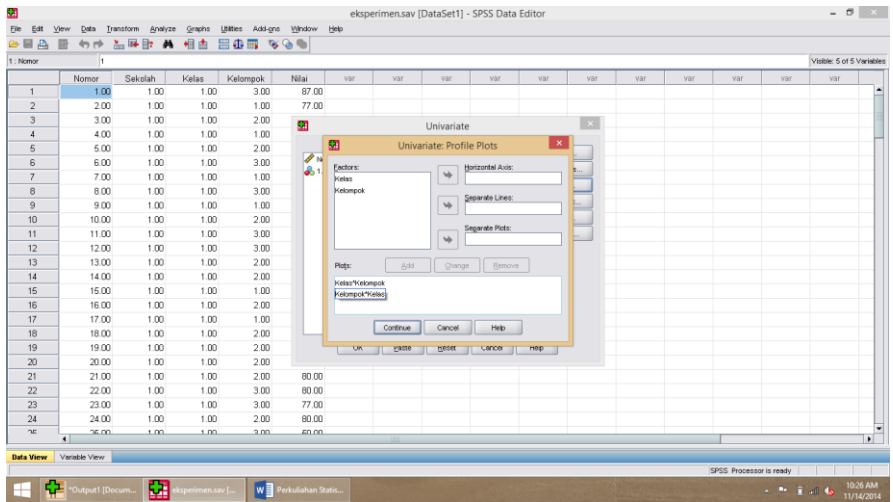 eksperimen.sav [DataSet1] - SPSS Data Editor
File Edit View Data Transform Analyze Graphs Utilities Add-ons Window Help
1 : Nomor 1 Visible: 5 of 5 Variables
Nomor Sekolah Kelas Kelompok Nilai var var var var var var var var var var
1 1.00 1.00 1.00 3.00 87.00
2 2.00 1.00 1.00 1.00 77.00
3 3.00 1.00 1.00 2.00
4 4.00 1.00 1.00 1.00
5 5.00 1.00 1.00 2.00
6 6.00 1.00 1.00 3.00
7 7.00 1.00 1.00 1.00
8 8.00 1.00 1.00 3.00
9 9.00 1.00 1.00 1.00
10 10.00 1.00 1.00 2.00
11 11.00 1.00 1.00 3.00
12 12.00 1.00 1.00 3.00
13 13.00 1.00 1.00 2.00
14 14.00 1.00 1.00 2.00
15 15.00 1.00 1.00 1.00
16 16.00 1.00 1.00 2.00
17 17.00 1.00 1.00 1.00
18 18.00 1.00 1.00 2.00
19 19.00 1.00 1.00 2.00
20 20.00 1.00 1.00 2.00
21 21.00 1.00 1.00 2.00 80.00
22 22.00 1.00 1.00 3.00 80.00
23 23.00 1.00 1.00 2.00 77.00
24 24.00 1.00 1.00 2.00 80.00
25 25.00 1.00 1.00 3.00 60.00
Univariate
Univariate: Profile Plots
Factors:
Kelas
Kelompok
Horizontal Axis:
Separate Lines:
Separate Plots:
Plots: Add Change Remove
Kelas*Kelompok
Kelompok*Kelas
Continue Cancel Help
OK Paste Reset Cancel Help
Data View Variable View
SPSS Processor is ready
*Output1 [Docum... eksperimen.sav [... Perkuliahan Statis...
10:26 AM
11/14/2014